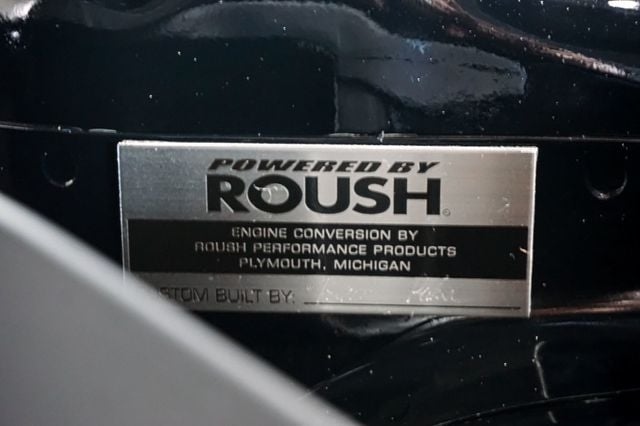 POWERED BY
ROUSH®
ENGINE CONVERSION BY
ROUSH PERFORMANCE PRODUCTS
PLYMOUTH, MICHIGAN
BUILT BY: